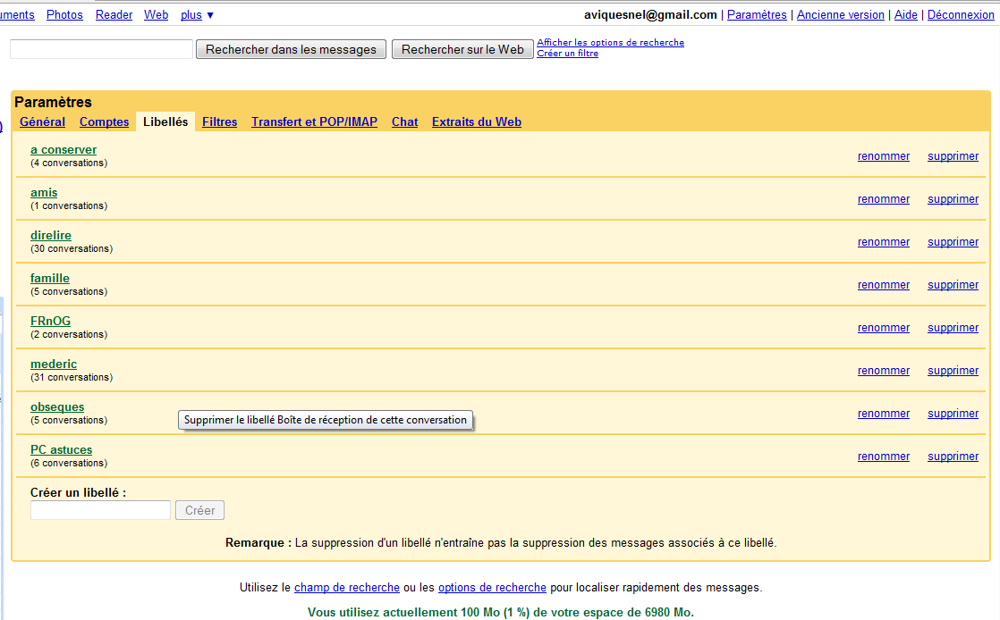 uments Photos Reader Web plus ▼ aviquesnel@gmail.com | Paramètres | Ancienne version | Aide | Déconnexion
Rechercher dans les messages Rechercher sur le Web Afficher les options de recherche
Créer un filtre
Paramètres
Général Comptes Libellés Filtres Transfert et POP/IMAP Chat Extraits du Web
a conserver renommer supprimer
(4 conversations)
amis renommer supprimer
(1 conversations)
direlire renommer supprimer
(30 conversations)
famille renommer supprimer
(5 conversations)
FRnOG renommer supprimer
(2 conversations)
mederic renommer supprimer
(31 conversations)
obseques renommer supprimer
(5 conversations) Supprimer le libellé Boîte de réception de cette conversation
PC astuces renommer supprimer
(6 conversations)
Créer un libellé :
Créer
Remarque : La suppression d'un libellé n'entraîne pas la suppression des messages associés à ce libellé.
Utilisez le champ de recherche ou les options de recherche pour localiser rapidement des messages.
Vous utilisez actuellement 100 Mo (1 %) de votre espace de 6980 Mo.